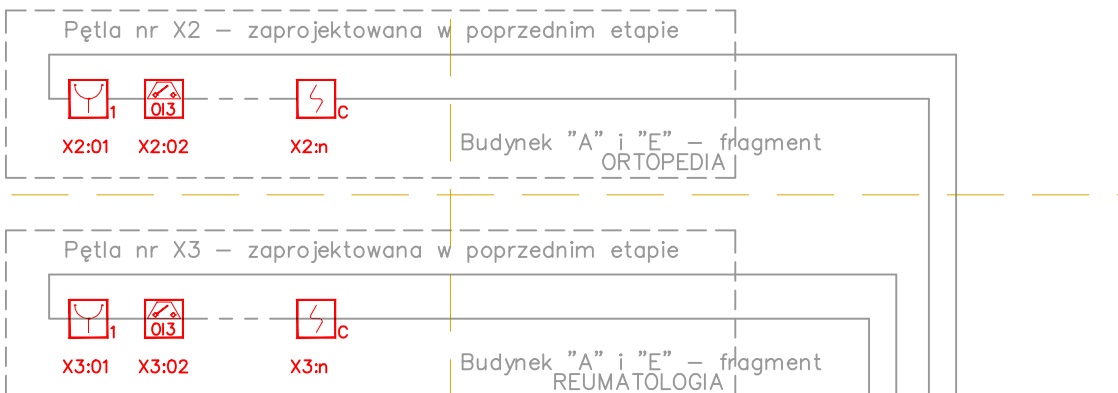 Pętla nr X2 – zaprojektowana w poprzednim etapie
1
013
C
X2:01 X2:02 X2:n
Budynek "A" i "E" – fragment
ORTOPEDIA
Pętla nr X3 – zaprojektowana w poprzednim etapie
1
013
C
X3:01 X3:02 X3:n
Budynek "A" i "E" – fragment
REUMATOLOGIA